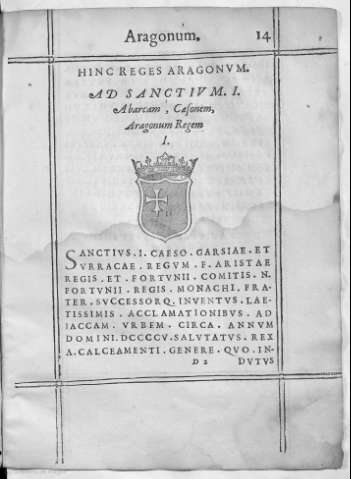 Aragonum. 14
HINC REGES ARAGONVM.
AD SANCTIVM. I.
Abarcam, Cæsonem,
Aragonum Regem
I.
SANCTIVS. I. CAESO. GARSIAE. ET
VRRACAE. REGVM. F. ARISTAE
REGIS. ET. FORTVNII. COMITIS. N.
FORTVNII. REGIS. MONACHI. FRA-
TER. SVCCESSORQ. INVENTVS. LAE-
TISSIMIS. ACCLAMATIONIBVS. AD
IACCAM. VRBEM. CIRCA. ANNVM
DOMINI. DCCCCV. SALVTATVS. REX
A. CALCEAMENTI. GENERE. QVO. IN-
D 2 DVTVS